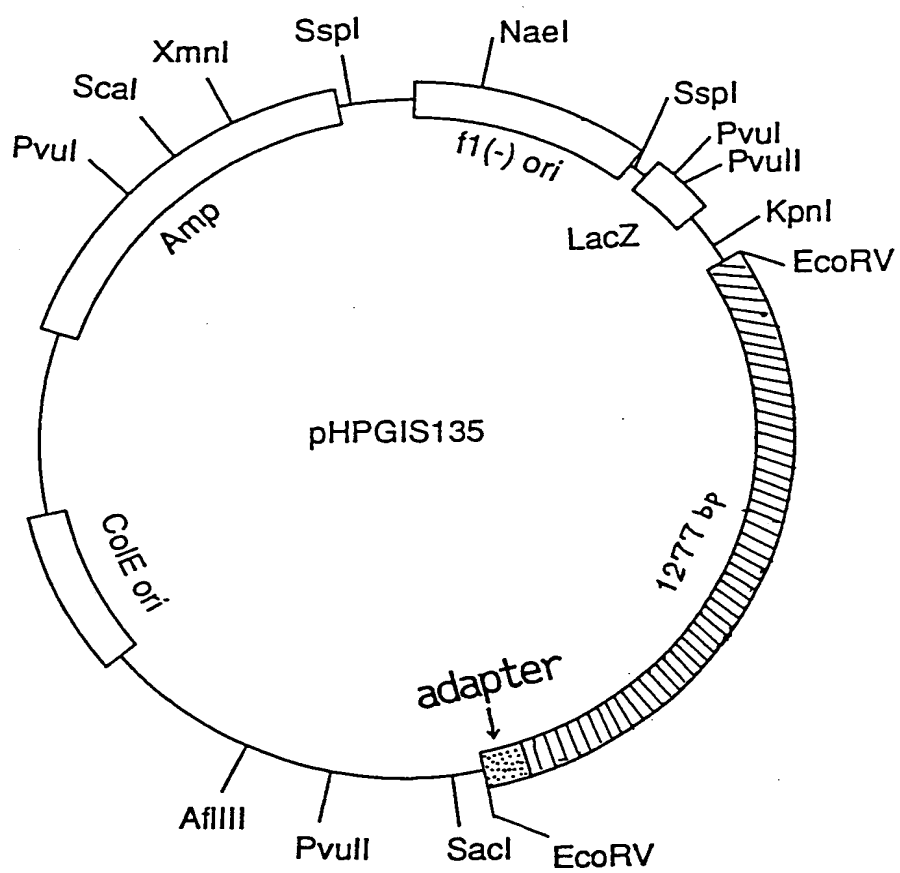 SspI
NaeI
XmnI
ScaI
SspI
PvuI
PvuI
PvuII
f1(-) ori
Amp
KpnI
LacZ
EcoRV
pHPGIS135
1277 bp
ColE ori
adapter
AflIII
PvuII
SacI
EcoRV